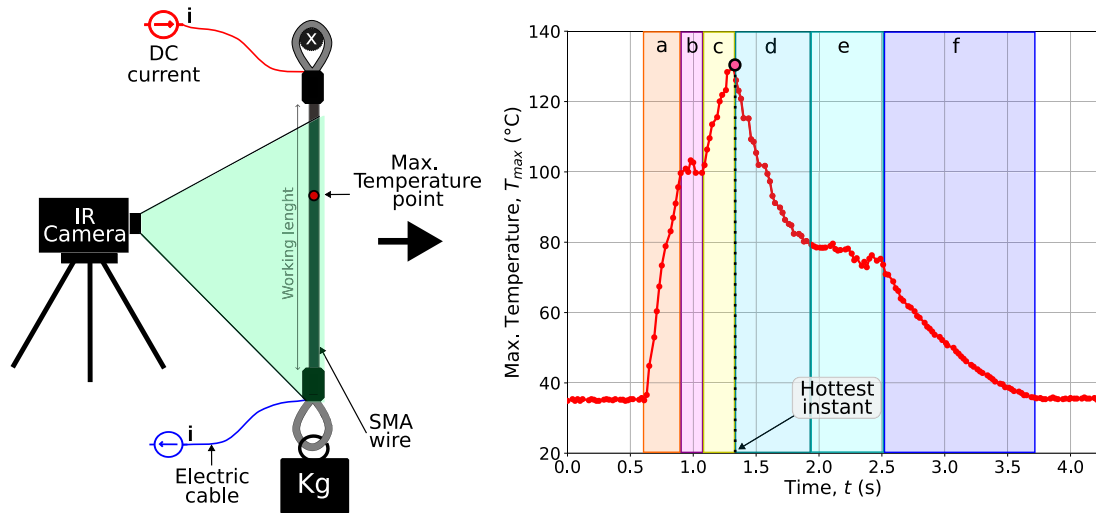 i
DC
current
X
Working lenght
IR
Camera
Max.
Temperature
point
SMA
wire
i
Electric
cable
Kg
Max. Temperature, Tmax (°C)
140
120
100
80
60
40
20
a
b
c
d
e
f
Hottest
instant
0.0
0.5
1.0
1.5
2.0
2.5
3.0
3.5
4.0
Time, t (s)